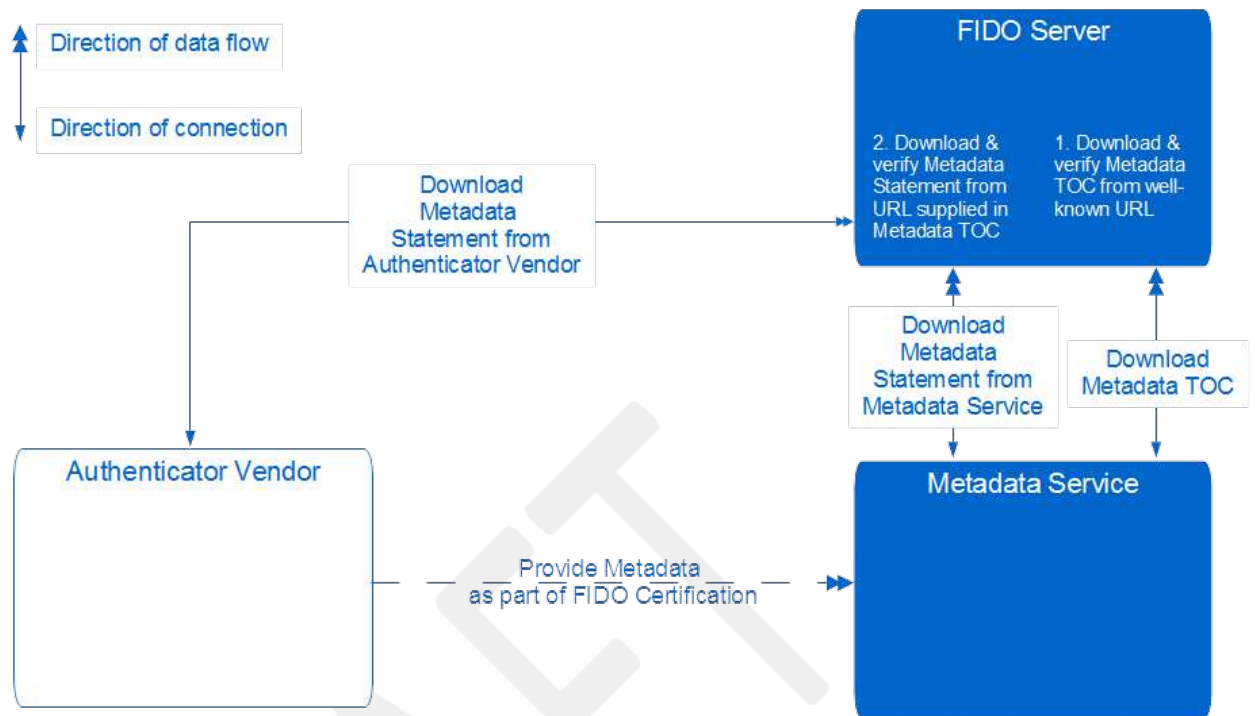 Direction of data flow
Direction of connection
FIDO Server
2. Download &
verify Metadata
Statement from
URL supplied in
Metadata TOC
1. Download &
verify Metadata
TOC from well-
known URL
Download
Metadata
Statement from
Authenticator Vendor
Download
Metadata
Statement from
Metadata Service
Download
Metadata TOC
Authenticator Vendor
Metadata Service
Provide Metadata
as part of FIDO Certification